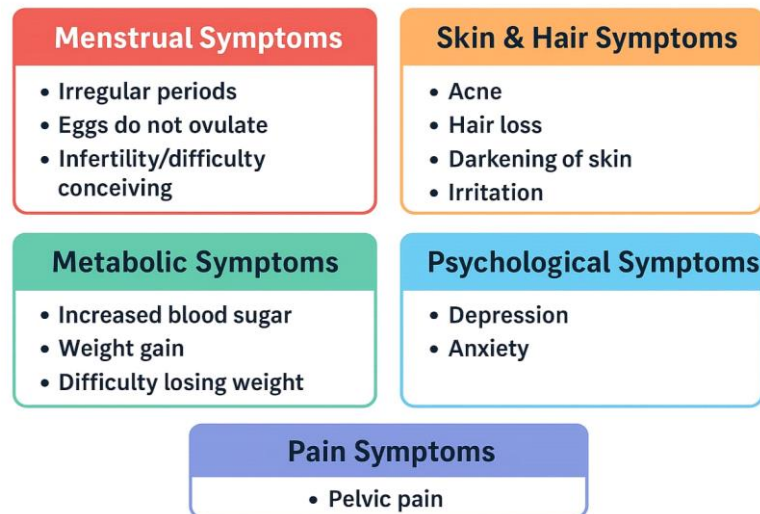 Menstrual Symptoms
• Irregular periods
• Eggs do not ovulate
• Infertility/difficulty
conceiving
Skin & Hair Symptoms
• Acne
• Hair loss
• Darkening of skin
• Irritation
Metabolic Symptoms
• Increased blood sugar
• Weight gain
• Difficulty losing weight
Psychological Symptoms
• Depression
• Anxiety
Pain Symptoms
• Pelvic pain